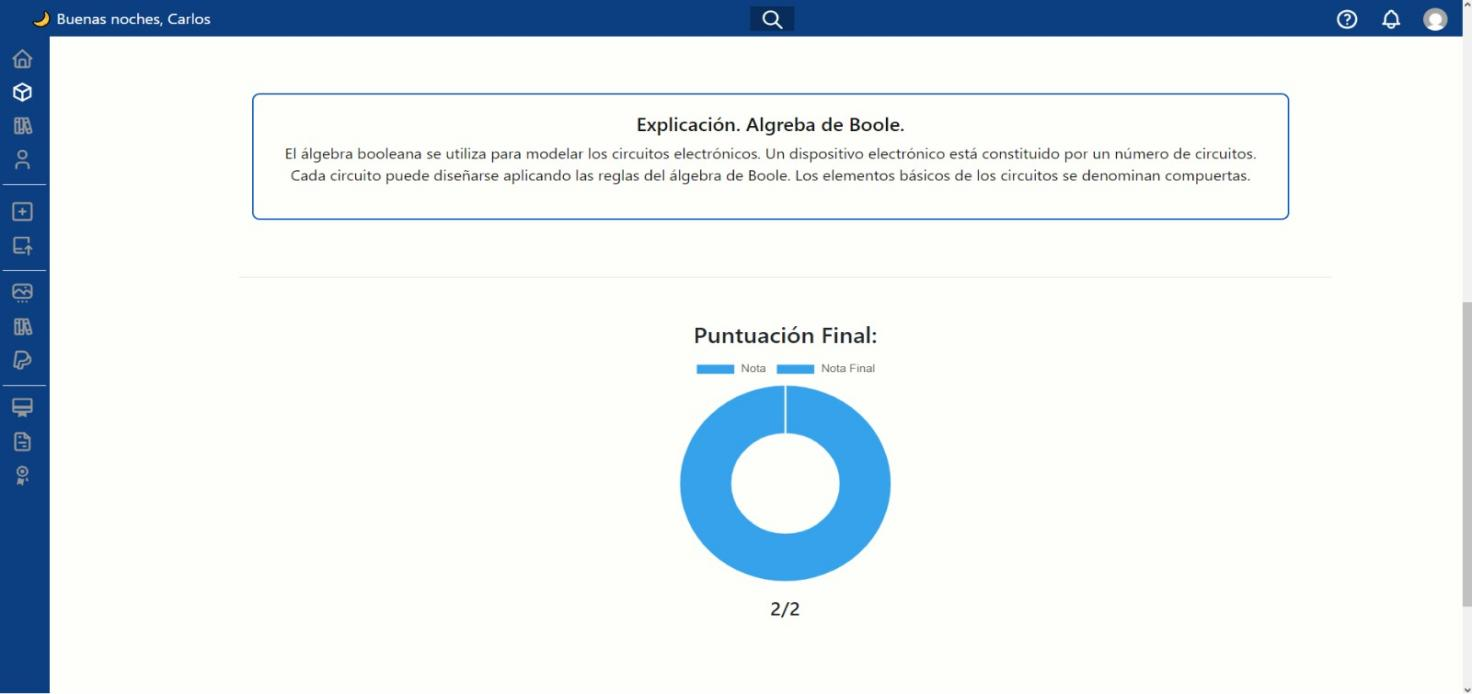 Buenas noches, Carlos
Explicación. Algreba de Boole.
El álgebra booleana se utiliza para modelar los circuitos electrónicos. Un dispositivo electrónico está constituido por un número de circuitos.
Cada circuito puede diseñarse aplicando las reglas del álgebra de Boole. Los elementos básicos de los circuitos se denominan compuertas.
Puntuación Final:
Nota Nota Final
2/2